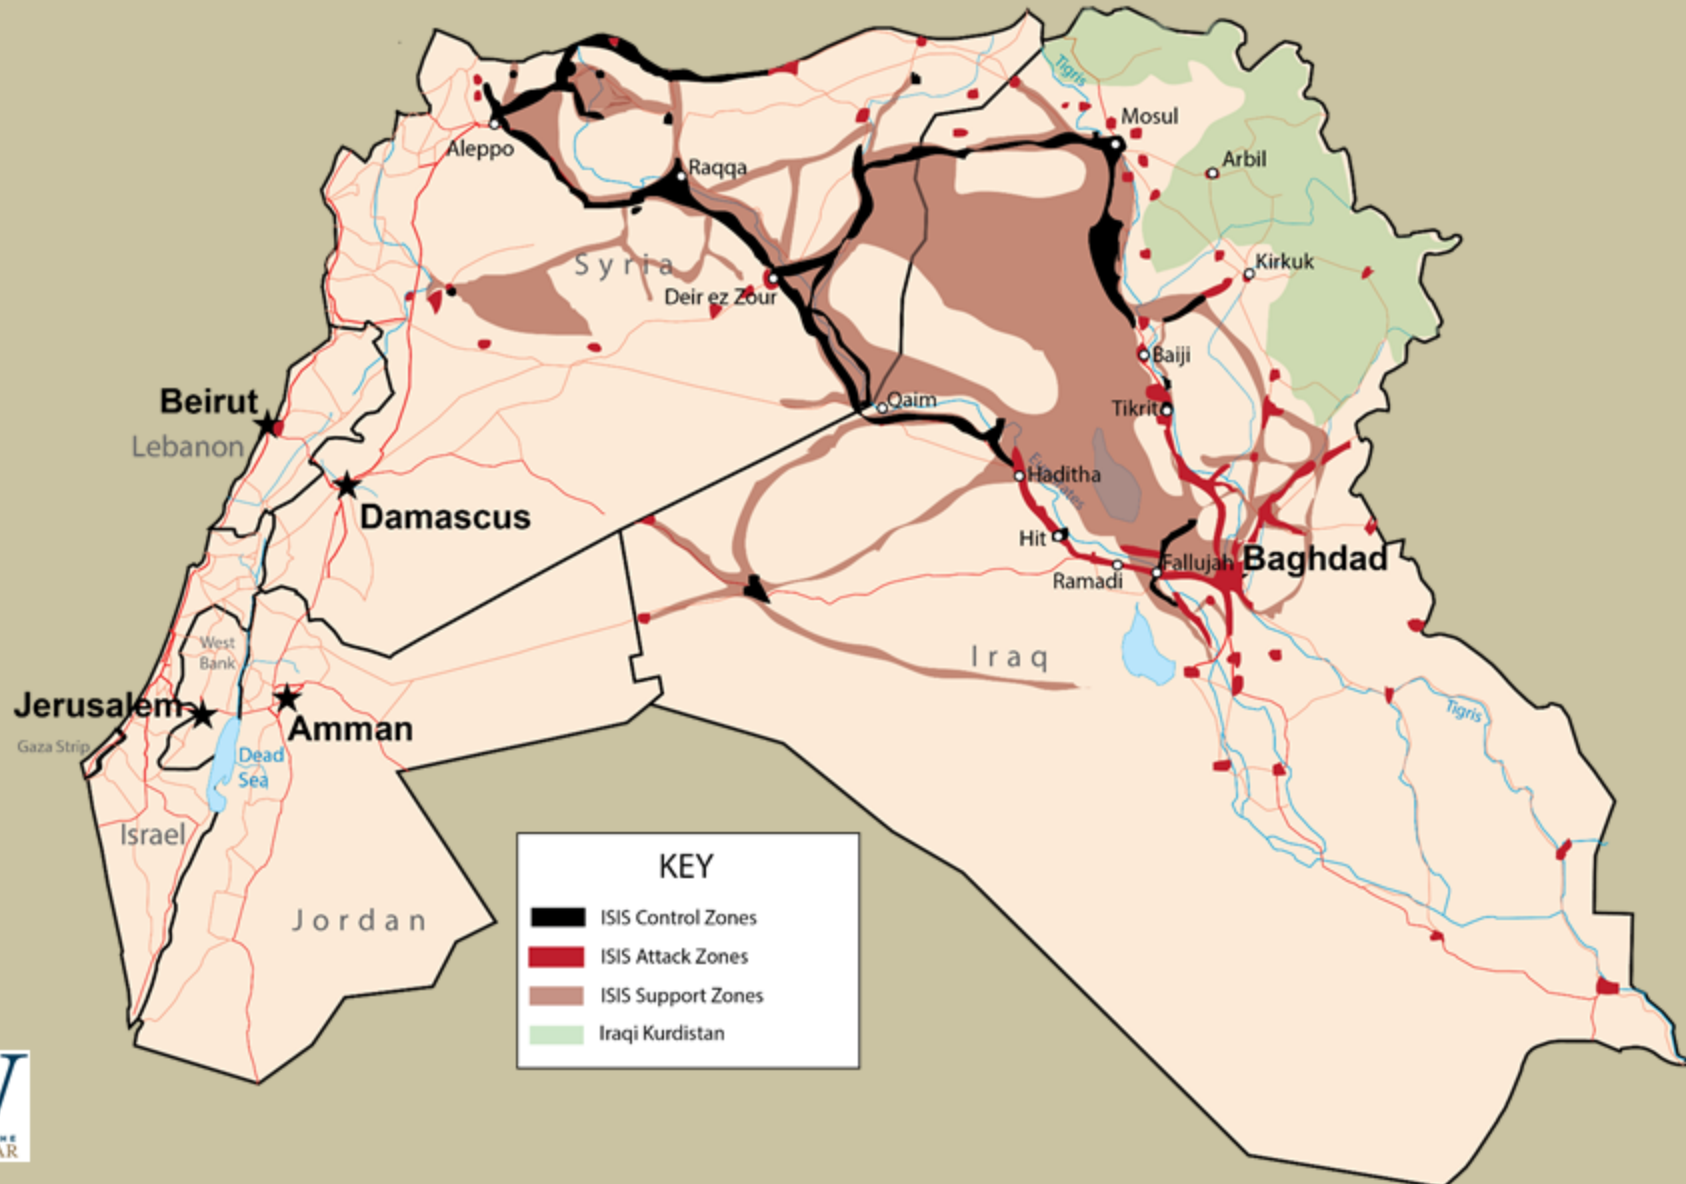 Tigris
Mosul
Aleppo
Arbil
Raqqa
Syria
Kirkuk
Deir ez Zour
Baiji
Beirut
Qaim
Tikrit
Lebanon
Haditha
Euphrates
Damascus
Hit
Fallujah
Baghdad
Ramadi
West
Bank
Iraq
Jerusalem
Tigris
Amman
Gaza Strip
Dead
Sea
Israel
KEY
Jordan
ISIS Control Zones
ISIS Attack Zones
ISIS Support Zones
Iraqi Kurdistan